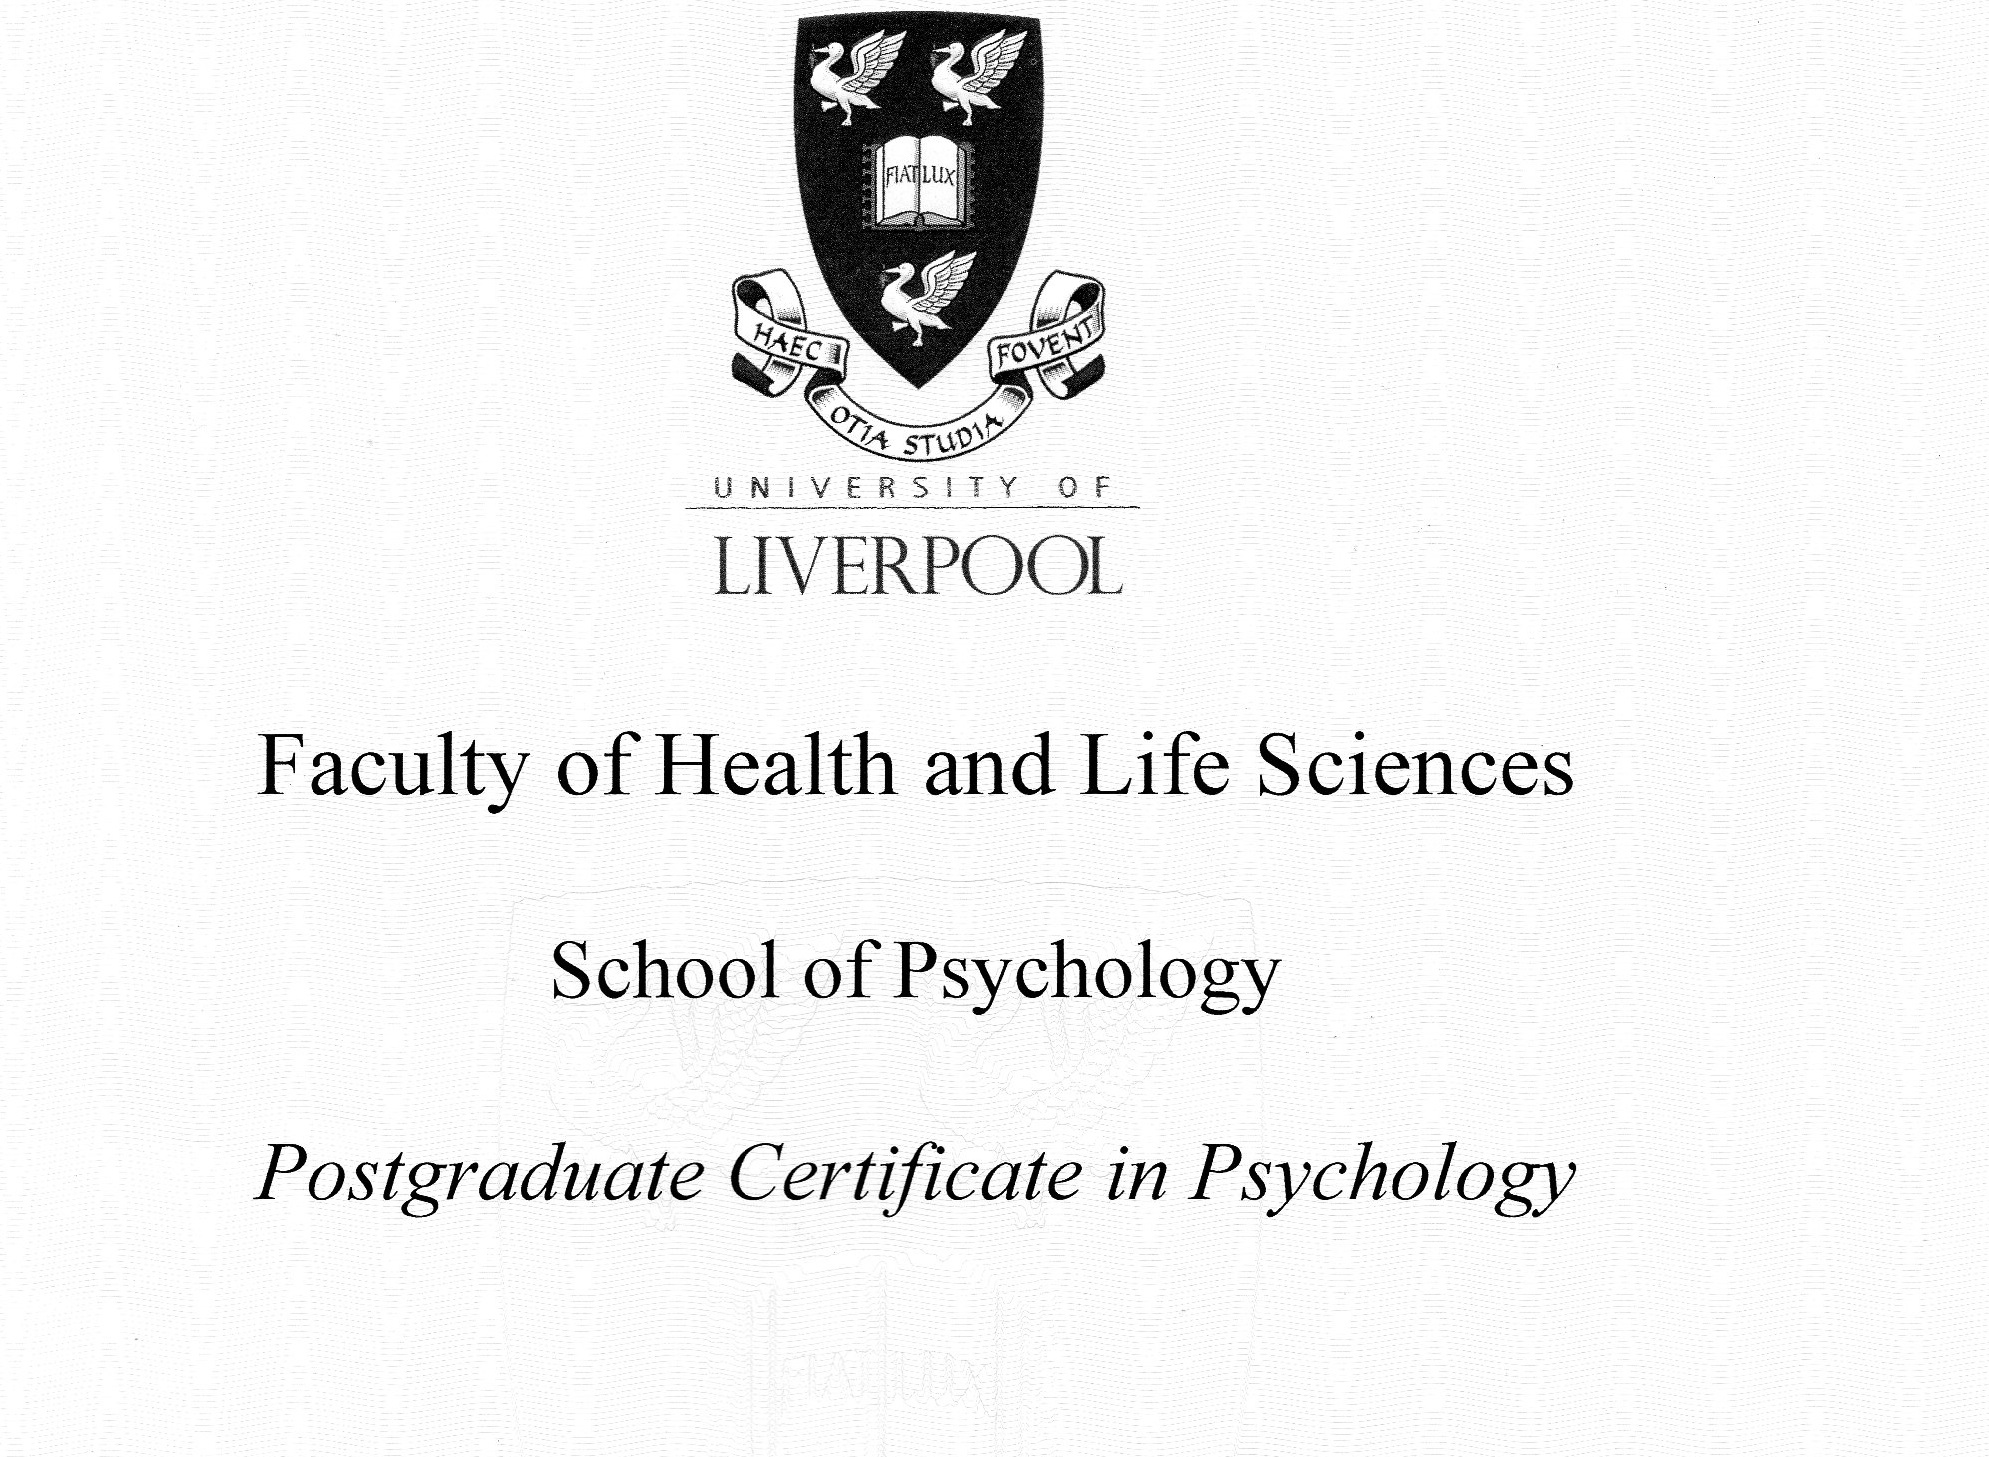 FIAT LUX
HAEC OTIA STUDIA FOVENT
UNIVERSITY OF
LIVERPOOL
Faculty of Health and Life Sciences
School of Psychology
Postgraduate Certificate in Psychology
FIAT LUX